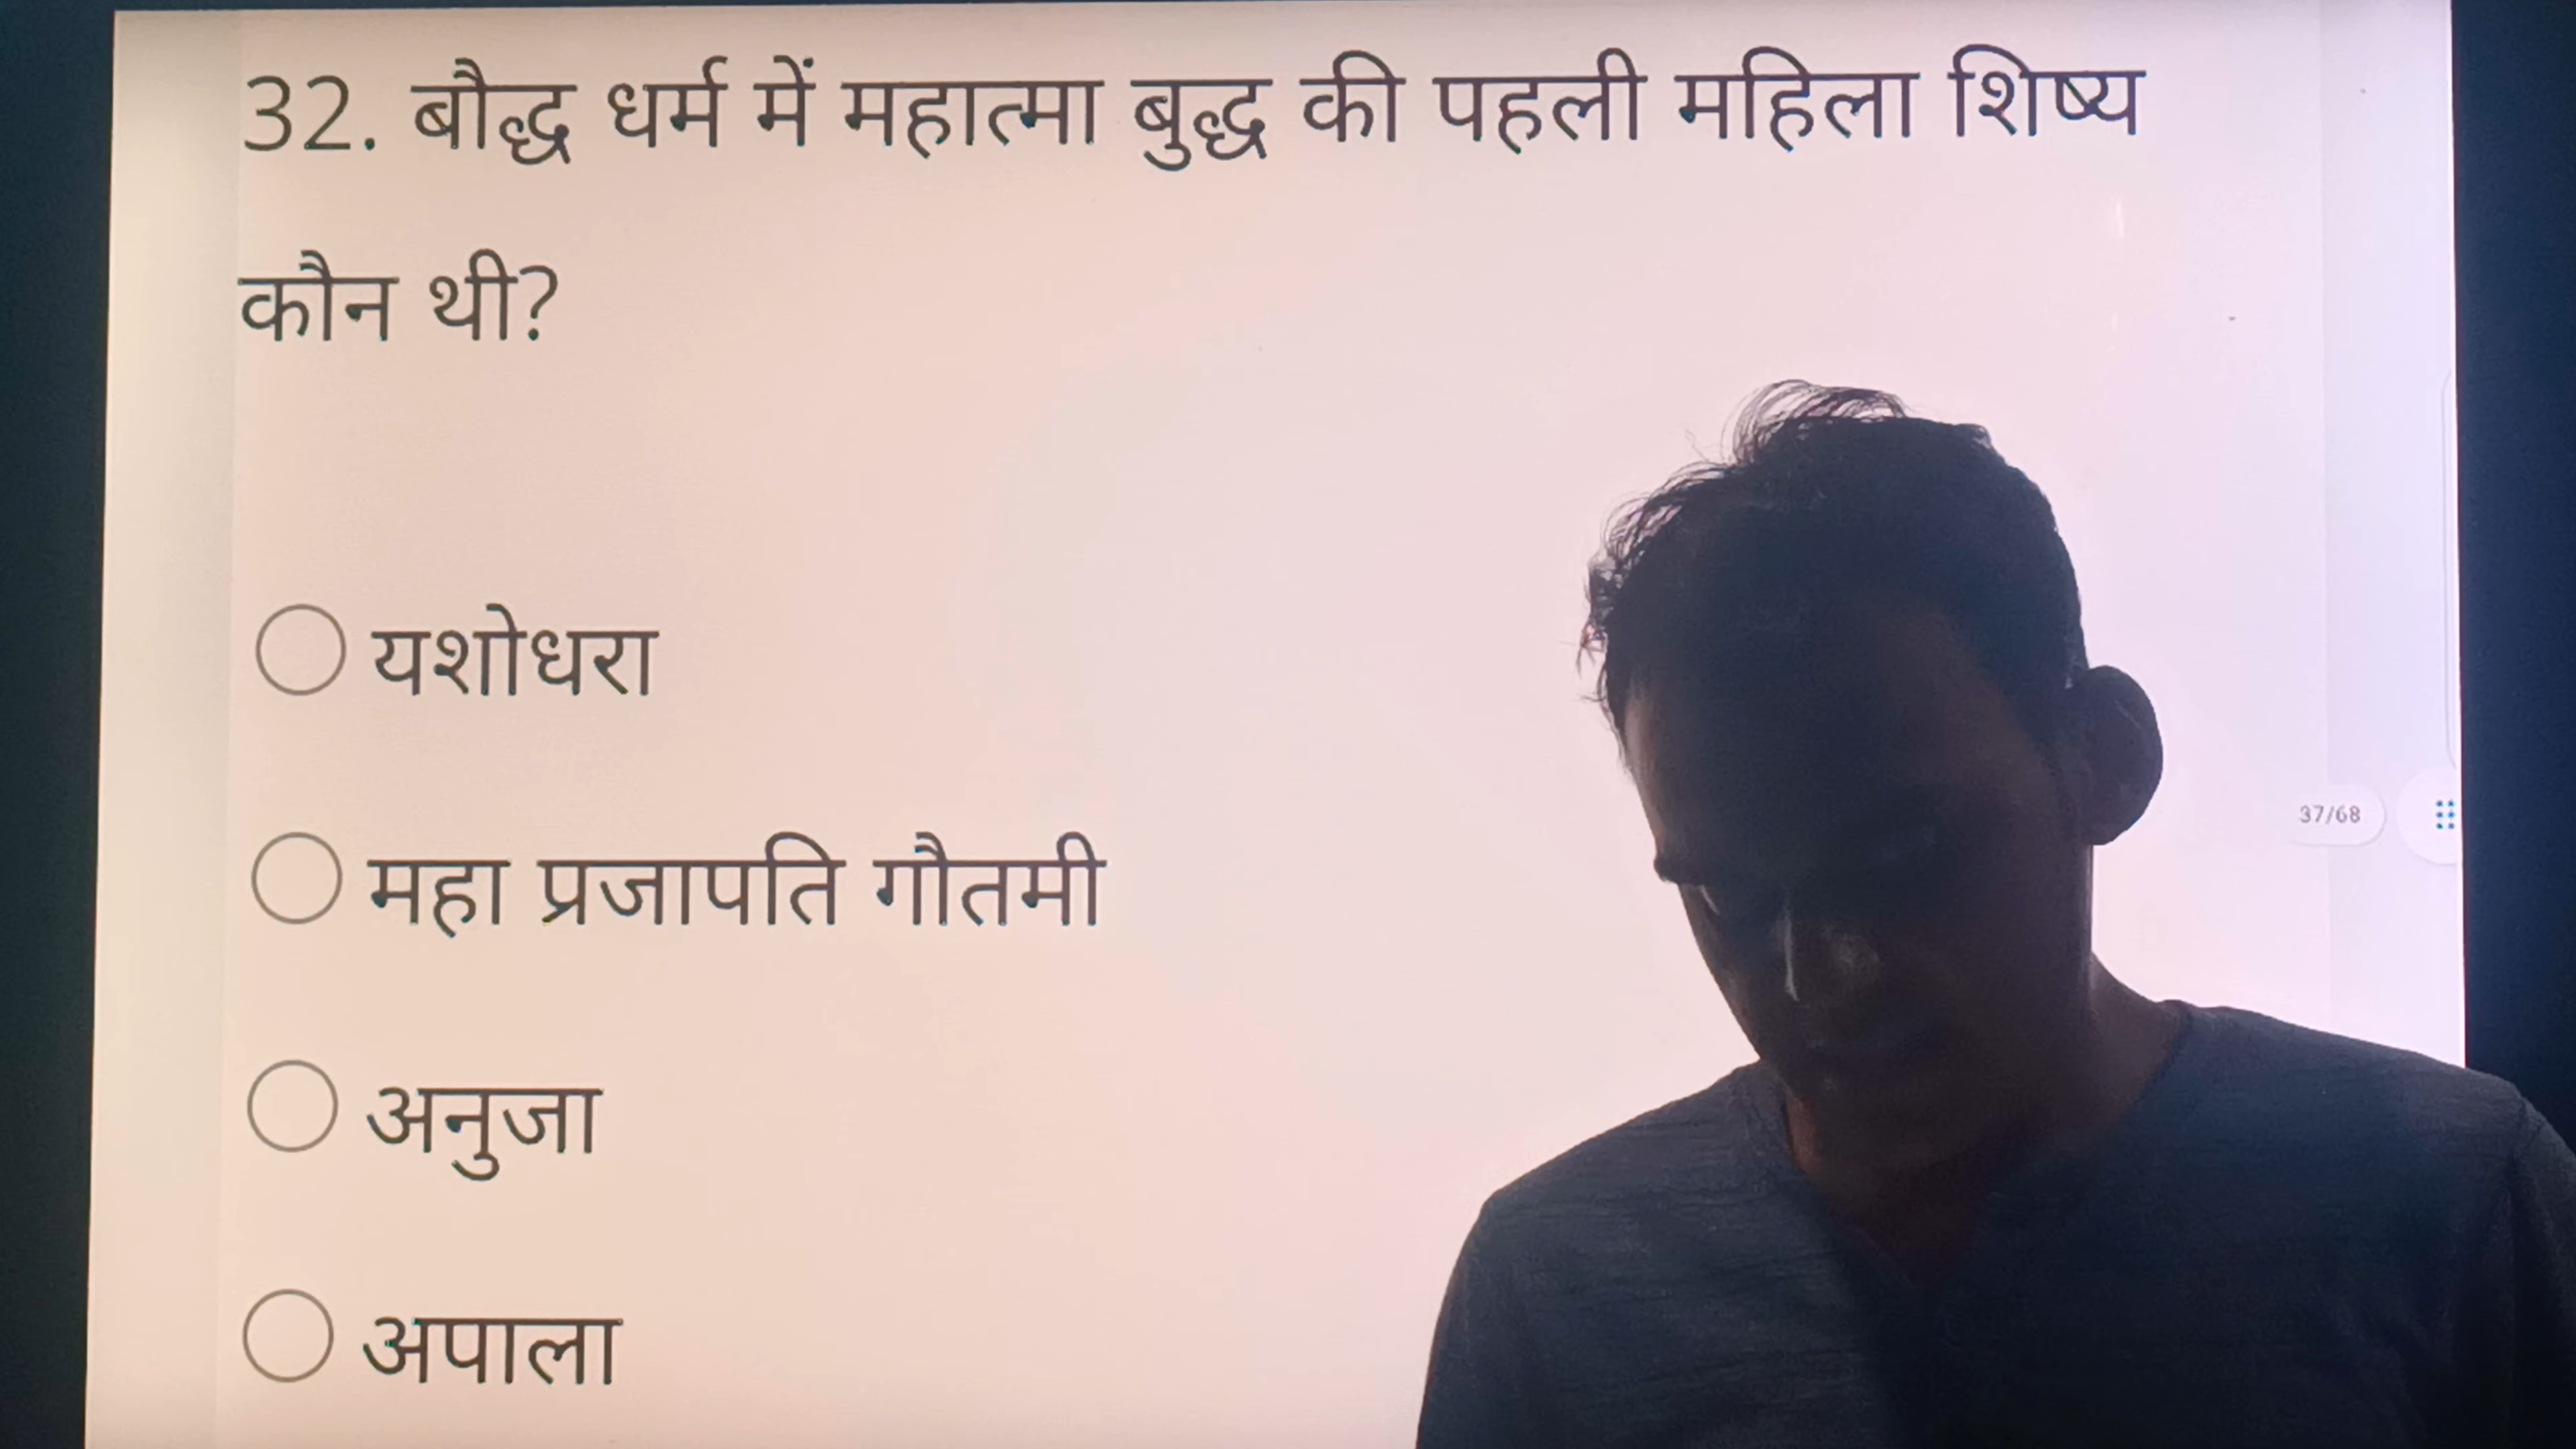 32. बौद्ध धर्म में महात्मा बुद्ध की पहली महिला शिष्य
कौन थी?
यशोधरा
महा प्रजापति गौतमी
37/68
अनुजा
अपाला